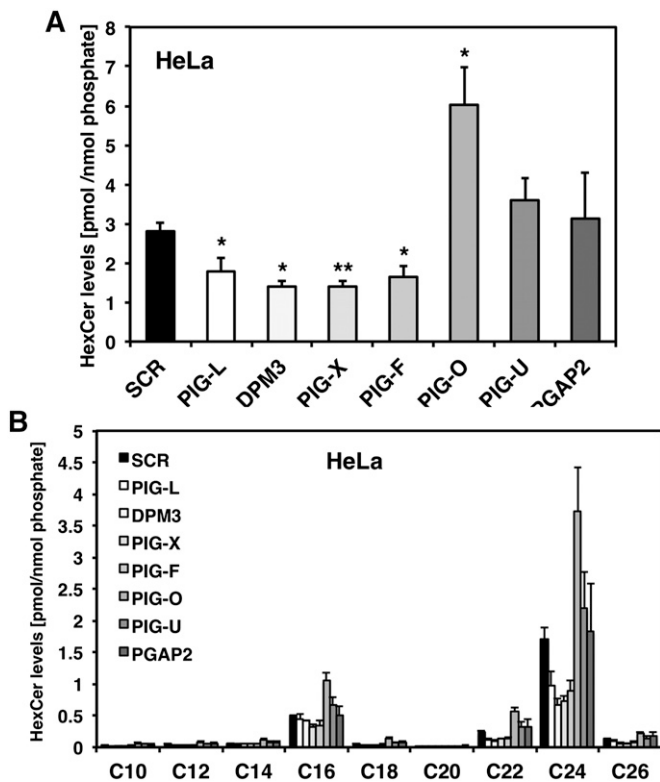 A
HeLa
HexCer levels [pmol /nmol phosphate]
8
7
6
5
4
3
2
1
0
*
*
*
**
*
*
SCR
PIG-L
DPM3
PIG-X
PIG-F
PIG-O
PIG-U
PGAP2
B
HeLa
HexCer levels [pmol/nmol phosphate]
5
4.5
4
3.5
3
2.5
2
1.5
1
0.5
0
SCR
PIG-L
DPM3
PIG-X
PIG-F
PIG-O
PIG-U
PGAP2
C10 C12 C14 C16 C18 C20 C22 C24 C26